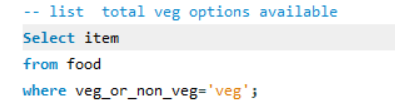 -- list  total veg options available
Select item
from food
where veg_or_non_veg='veg';